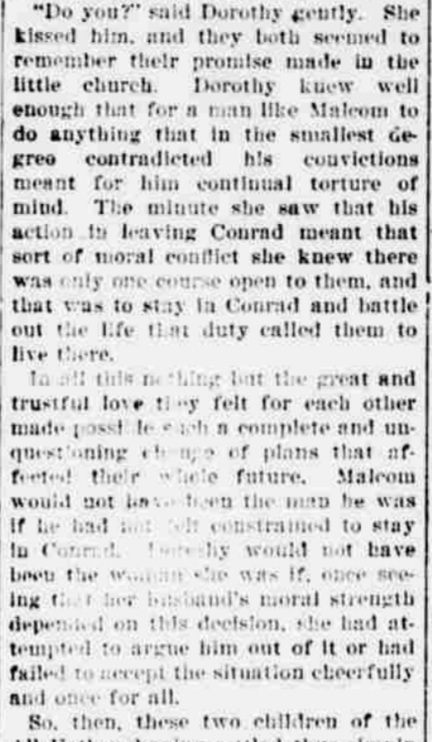 “Do you?” said Dorothy gently. She
kissed him, and they both seemed to
remember their promise made in the
little church. Dorothy knew well
enough that for a man like Malcom to
do anything that in the smallest de-
gree contradicted his convictions
meant for him continual torture of
mind. The minute she saw that his
action in leaving Conrad meant that
sort of moral conflict she knew there
was only one course open to them, and
that was to stay in Conrad and battle
out the life that duty called them to
live there.
In all this nothing but the great and
trustful love they felt for each other
made possible such a complete and un-
questioning change of plans that af-
fected their whole future. Malcom
would not have been the man he was
if he had not felt constrained to stay
in Conrad. Dorothy would not have
been the woman she was if, once see-
ing that her husband's moral strength
depended on this decision, she had at-
tempted to argue him out of it or had
failed to accept the situation cheerfully
and once for all.
So, then, these two children of the